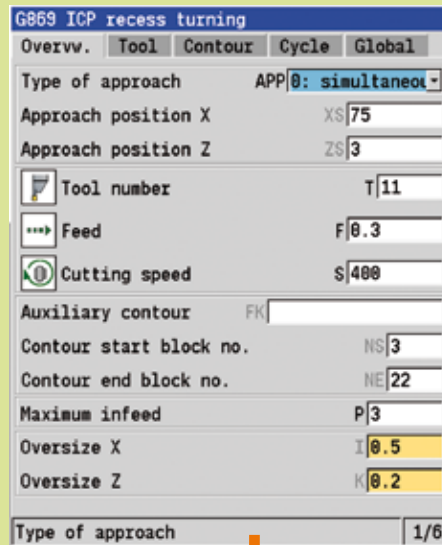 G869 ICP recess turning
Overvw. Tool Contour Cycle Global
Type of approach APP 0: simultaneou
Approach position X XS 75
Approach position Z ZS 3
Tool number T 11
Feed F 0.3
Cutting speed S 400
Auxiliary contour FK
Contour start block no. NS 3
Contour end block no. NE 22
Maximum infeed P 3
Oversize X I 0.5
Oversize Z K 0.2
Type of approach 1/6